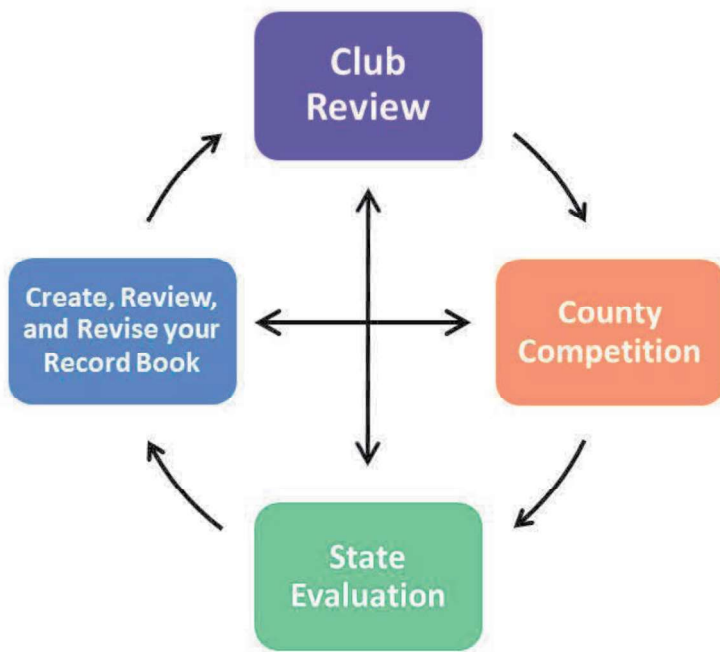 Club
Review
Create, Review,
and Revise your
Record Book
County
Competition
State
Evaluation